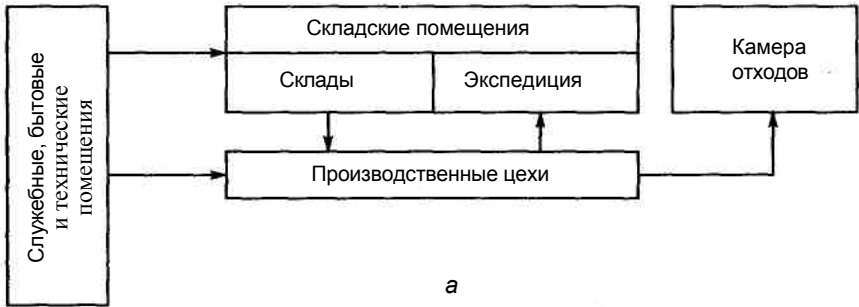 Служебные, бытовые
и технические
помещения
Складские помещения
Склады
Экспедиция
Камера
отходов
Производственные цехи
а